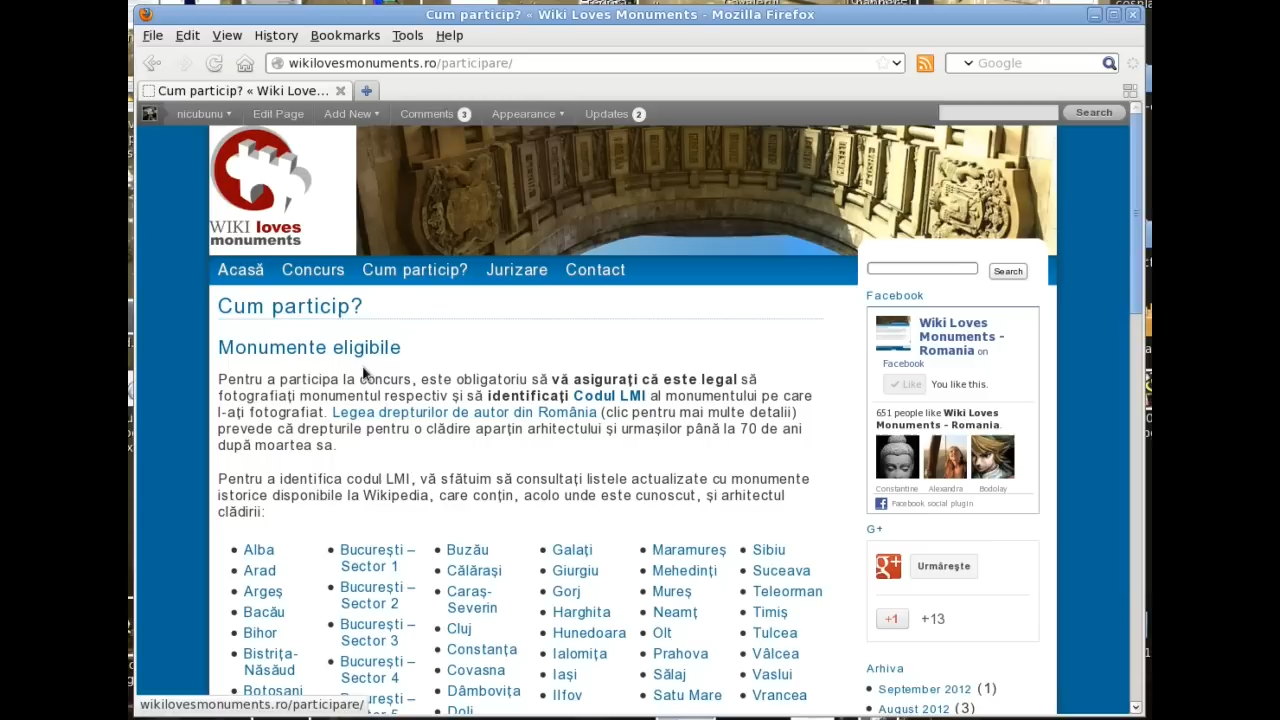 Cum particip? « Wiki Loves Monuments - Mozilla Firefox
File Edit View History Bookmarks Tools Help
wikilovesmonuments.ro/participare/
Google
Cum particip? « Wiki Love...
nicubunu Edit Page Add New Comments 3 Appearance Updates 2 Search
WIKI loves
monuments
Acasă Concurs Cum particip? Jurizare Contact
Search
Cum particip?
Monumente eligibile
Pentru a participa la concurs, este obligatoriu să vă asigurați că este legal să
fotografiați monumentul respectiv și să identificați Codul LMI al monumentului pe care
l-ați fotografiat. Legea drepturilor de autor din România (clic pentru mai multe detalii)
prevede că drepturile pentru o clădire aparțin arhitectului și urmașilor până la 70 de ani
după moartea sa.
Pentru a identifica codul LMI, vă sfătuim să consultați listele actualizate cu monumente
istorice disponibile la Wikipedia, care conțin, acolo unde este cunoscut, și arhitectul
clădirii:
Alba
Arad
Argeș
Bacău
Bihor
Bistrița-
Năsăud
Botoșani
București –
Sector 1
București –
Sector 2
București –
Sector 3
București –
Sector 4
București –
Buzău
Călărași
Caraș-
Severin
Cluj
Constanța
Covasna
Dâmbovița
Dolj
Galați
Giurgiu
Gorj
Harghita
Hunedoara
Ialomița
Iași
Ilfov
Maramureș
Mehedinți
Mureș
Neamț
Olt
Prahova
Sălaj
Satu Mare
Sibiu
Suceava
Teleorman
Timiș
Tulcea
Vâlcea
Vaslui
Vrancea
Facebook
Wiki Loves
Monuments -
Romania on
Facebook
Like You like this.
651 people like Wiki Loves
Monuments - Romania.
Constantine Alexandra Bodolay
Facebook social plugin
G+
g+ Urmărește
+1 +13
Arhiva
September 2012 (1)
August 2012 (3)
wikilovesmonuments.ro/participare/